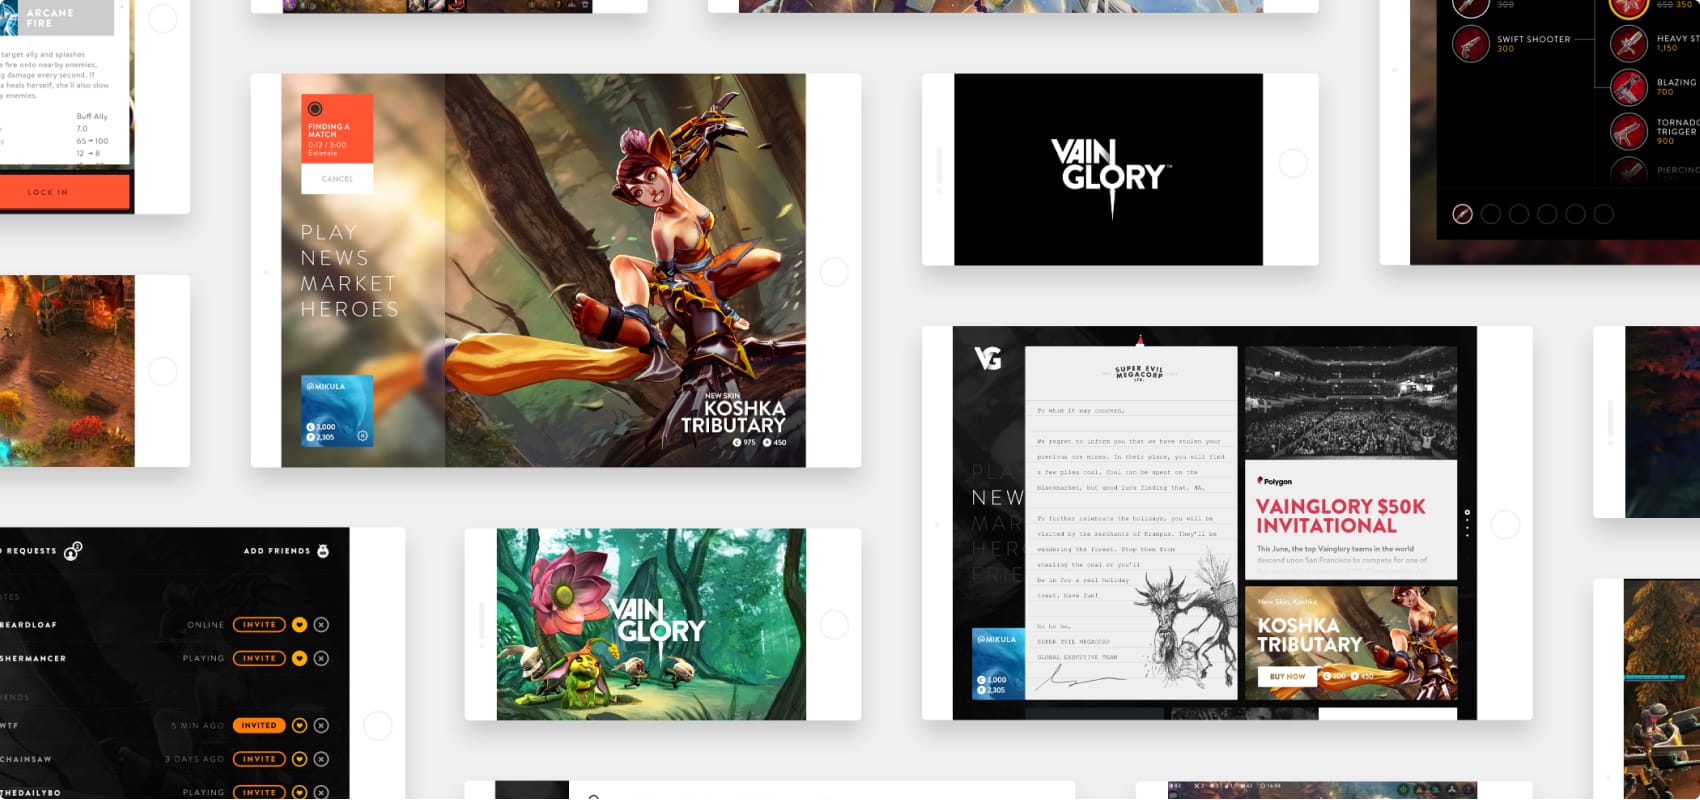 ARCANE
FIRE
target ally and splashes
e fire onto nearby enemies,
g damage every second. If
a heals herself, she'll also slow
y enemies.
Buff Ally
7.0
65 → 100
12 → 8
LOCK IN
FINDING A
MATCH
0:12 / 3:00
Estimate
CANCEL
PLAY
NEWS
MARKET
HEROES
@MIKULA
3,000
2,305
NEW SKIN
KOSHKA
TRIBUTARY
975 450
VAIN
GLORY™
300
650 350
SWIFT SHOOTER
300
HEAVY ST
1,150
BLAZING
700
TORNADO
TRIGGER
900
PIERCING
VG
PLAY
NEW
MAR
HER
FRIE
@MIKULA
3,000
2,305
SUPER EVIL
MEGACORP
LTD.
To whom it may concern,
We regret to inform you that we have stolen your
precious ore mines. In their place, you will find
a few piles coal. Coal can be spent on the
blackmarket, but good luck finding that. HA.
To further celebrate the holidays, you will be
visited by the merchants of Krampus. They'll be
wandering the forest. Stop them from
stealing the coal or you'll
be in for a real holiday
treat. Have fun!
Ho ho ho,
SUPER EVIL MEGACORP
GLOBAL EXECUTIVE TEAM
Polygon
VAINGLORY $50K
INVITATIONAL
This June, the top Vainglory teams in the world
descend upon San Francisco to compete for one of
New Skin, Koshka
KOSHKA
TRIBUTARY
BUY NOW
300 450
D REQUESTS 2
ADD FRIENDS
ITES
BEARDLOAF ONLINE INVITE
SHERMANCER PLAYING INVITE
IENDS
WTF 5 MIN AGO INVITED
CHAINSAW 3 DAYS AGO INVITE
THEDAILYBO PLAYING INVITE
VAIN
GLORY